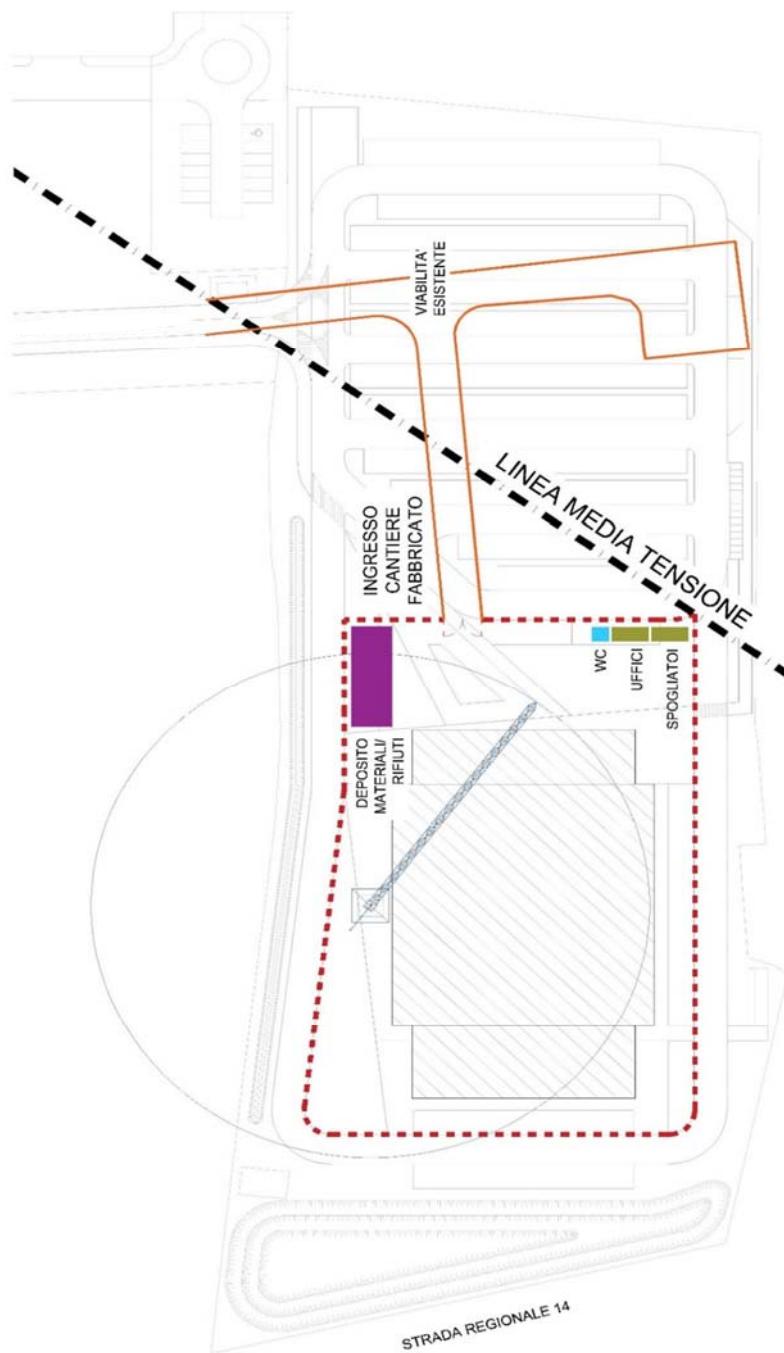 VIABILITA'
ESISTENTE
LINEA MEDIA TENSIONE
INGRESSO
CANTIERE
FABBRICATO
WC
UFFICI
SPOGLIATOI
DEPOSITO
MATERIALI/
RIFIUTI
STRADA REGIONALE 14